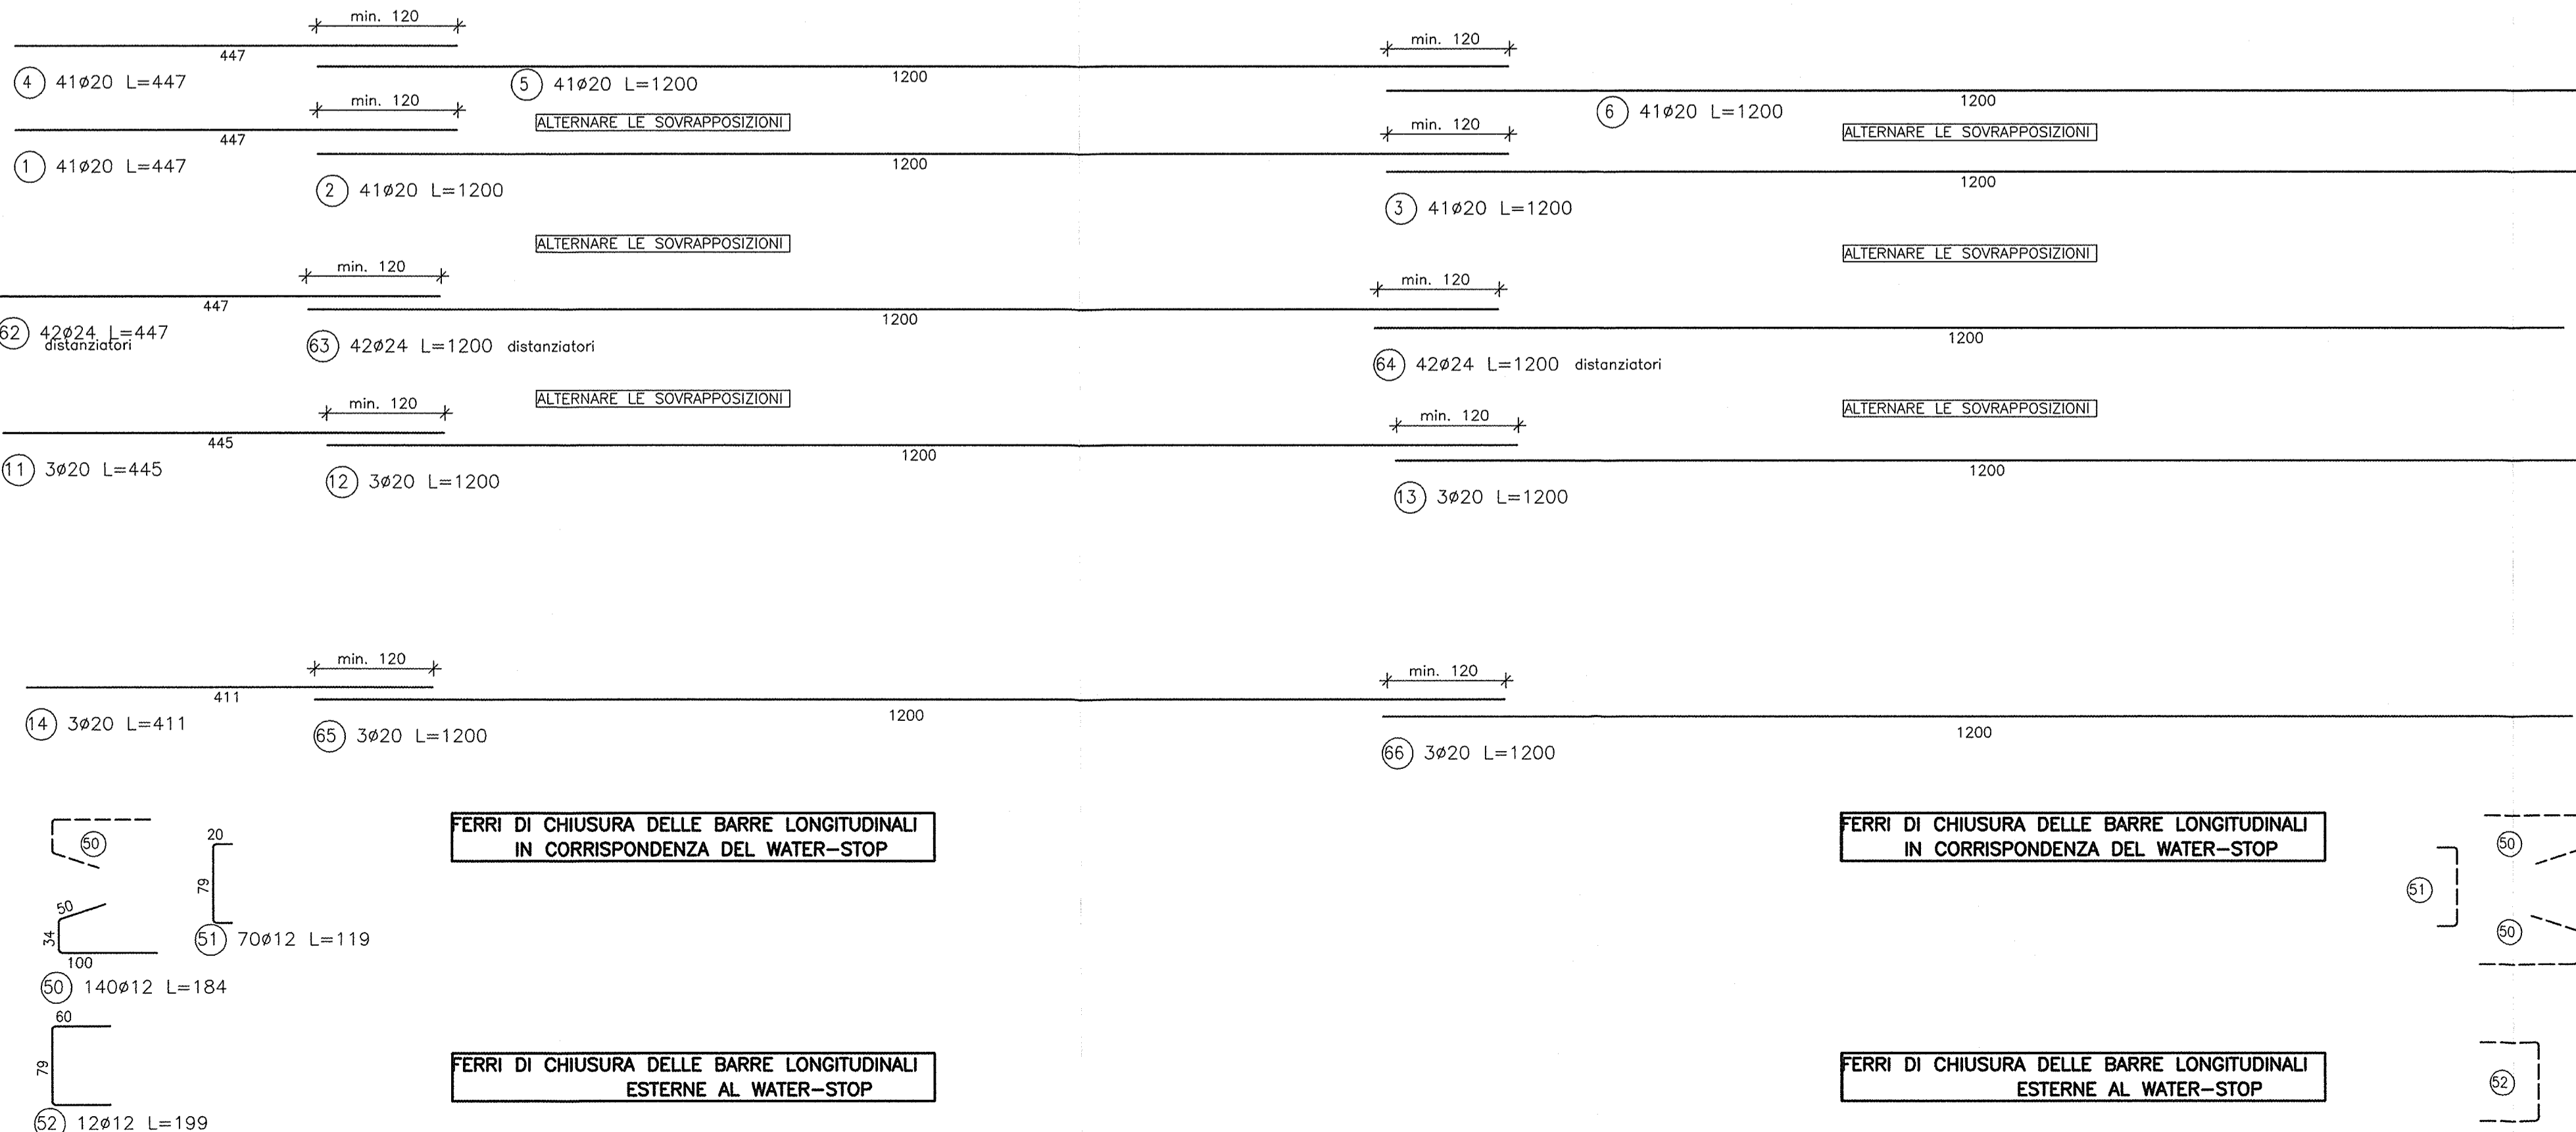 min. 120
447
④ 41ø20 L=447
min. 120
1200
⑤ 41ø20 L=1200
min. 120
1200
⑥ 41ø20 L=1200
ALTERNARE LE SOVRAPPOSIZIONI
ALTERNARE LE SOVRAPPOSIZIONI
447
① 41ø20 L=447
min. 120
1200
② 41ø20 L=1200
1200
③ 41ø20 L=1200
ALTERNARE LE SOVRAPPOSIZIONI
ALTERNARE LE SOVRAPPOSIZIONI
min. 120
447
62 42ø24 L=447
distanziatori
min. 120
1200
63 42ø24 L=1200 distanziatori
1200
64 42ø24 L=1200 distanziatori
ALTERNARE LE SOVRAPPOSIZIONI
ALTERNARE LE SOVRAPPOSIZIONI
min. 120
445
11 3ø20 L=445
min. 120
1200
12 3ø20 L=1200
1200
13 3ø20 L=1200
min. 120
411
14 3ø20 L=411
min. 120
1200
65 3ø20 L=1200
1200
66 3ø20 L=1200
50
20
79
51 70ø12 L=119
50
34
100
50 140ø12 L=184
FERRI DI CHIUSURA DELLE BARRE LONGITUDINALI
IN CORRISPONDENZA DEL WATER-STOP
FERRI DI CHIUSURA DELLE BARRE LONGITUDINALI
IN CORRISPONDENZA DEL WATER-STOP
50
51
50
60
79
52 12ø12 L=199
FERRI DI CHIUSURA DELLE BARRE LONGITUDINALI
ESTERNE AL WATER-STOP
FERRI DI CHIUSURA DELLE BARRE LONGITUDINALI
ESTERNE AL WATER-STOP
52